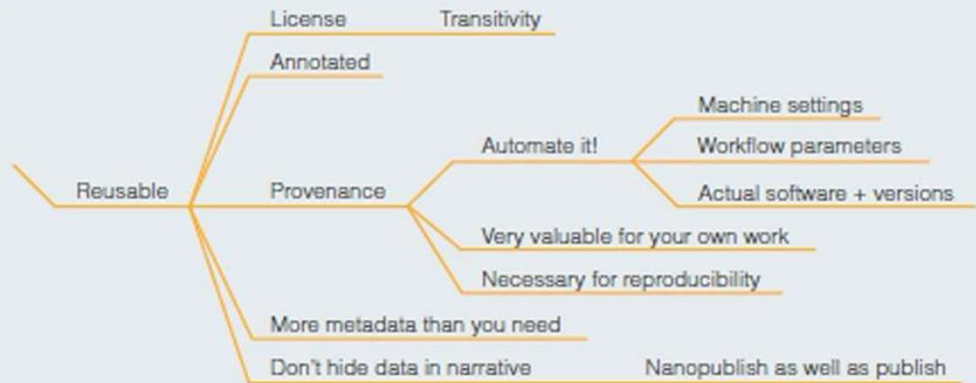 License
Transitivity
Annotated
Machine settings
Automate it!
Workflow parameters
Reusable
Provenance
Actual software + versions
Very valuable for your own work
Necessary for reproducibility
More metadata than you need
Don't hide data in narrative
Nanopublish as well as publish